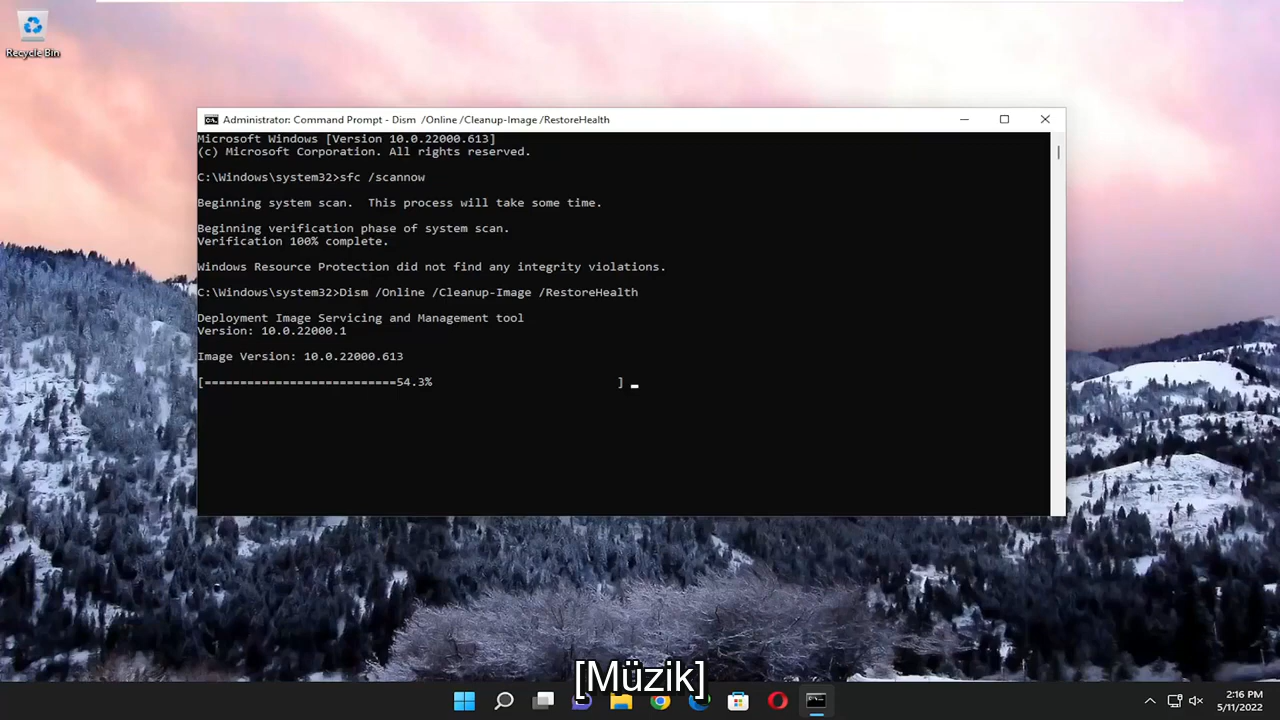 Recycle Bin
Administrator: Command Prompt - Dism  /Online /Cleanup-Image /RestoreHealth
Microsoft Windows [Version 10.0.22000.613]
(c) Microsoft Corporation. All rights reserved.
C:\Windows\system32>sfc /scannow
Beginning system scan.  This process will take some time.
Beginning verification phase of system scan.
Verification 100% complete.
Windows Resource Protection did not find any integrity violations.
C:\Windows\system32>Dism /Online /Cleanup-Image /RestoreHealth
Deployment Image Servicing and Management tool
Version: 10.0.22000.1
Image Version: 10.0.22000.613
[===========================54.3%                          ]
[Müzik]
2:16 PM
5/11/2022